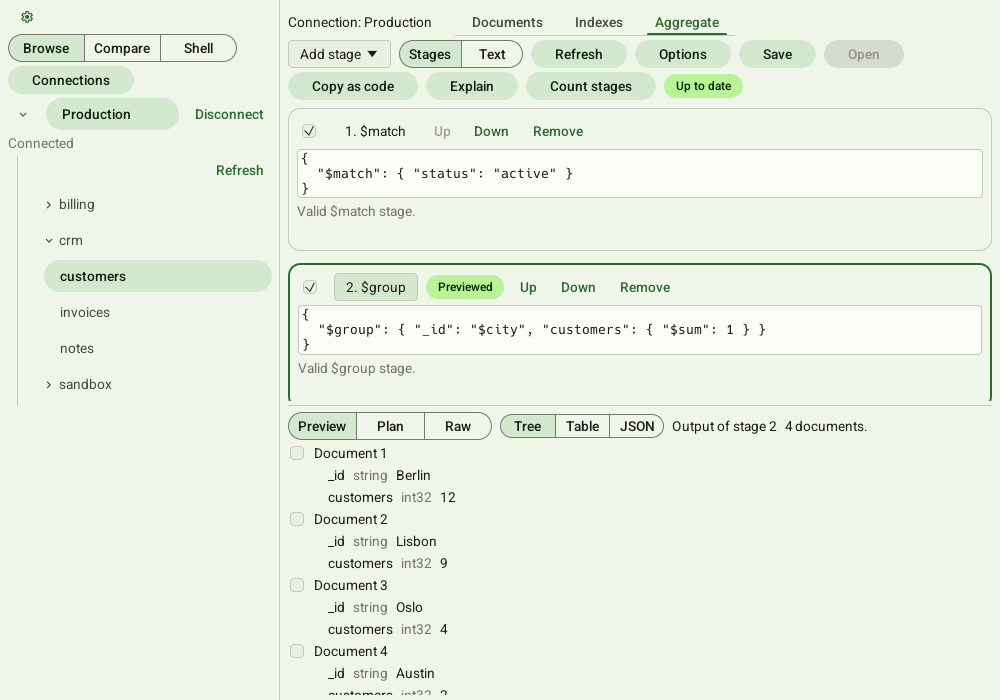 Browse Compare Shell
Connections
Production Disconnect
Connected
Refresh
billing
crm
customers
invoices
notes
sandbox
Connection: Production Documents Indexes Aggregate
Add stage Stages Text Refresh Options Save Open
Copy as code Explain Count stages Up to date
1. $match Up Down Remove
{
"$match": { "status": "active" }
}
Valid $match stage.
2. $group Previewed Up Down Remove
{
"$group": { "_id": "$city", "customers": { "$sum": 1 } }
}
Valid $group stage.
Preview Plan Raw Tree Table JSON Output of stage 2 4 documents.
Document 1
_id string Berlin
customers int32 12
Document 2
_id string Lisbon
customers int32 9
Document 3
_id string Oslo
customers int32 4
Document 4
_id string Austin
customers int32